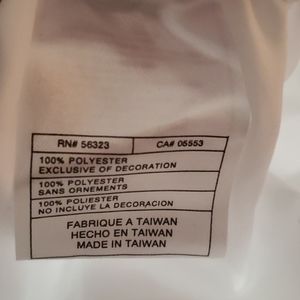 RN# 56323 CA# 05553
100% POLYESTER
EXCLUSIVE OF DECORATION
100% POLYESTER
SANS ORNEMENTS
100% POLIESTER
NO INCLUYE LA DECORACION
FABRIQUE A TAIWAN
HECHO EN TAIWAN
MADE IN TAIWAN